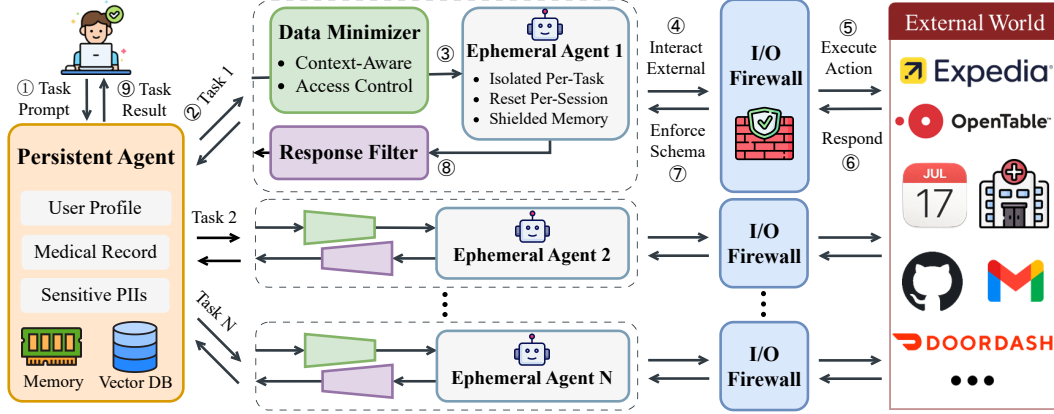 ① Task
Prompt
⑨ Task
Result
Persistent Agent
User Profile
Medical Record
Sensitive PIIs
Memory
Vector DB
② Task 1
Task 2
Task N
Data Minimizer
• Context-Aware
• Access Control
③
Ephemeral Agent 1
• Isolated Per-Task
• Reset Per-Session
• Shielded Memory
Response Filter
⑧
Ephemeral Agent 2
Ephemeral Agent N
④
Interact
External
Enforce
Schema
⑦
I/O
Firewall
I/O
Firewall
I/O
Firewall
⑤
Execute
Action
Respond
⑥
External World
Expedia®
OpenTable™
JUL
17
DOORDASH